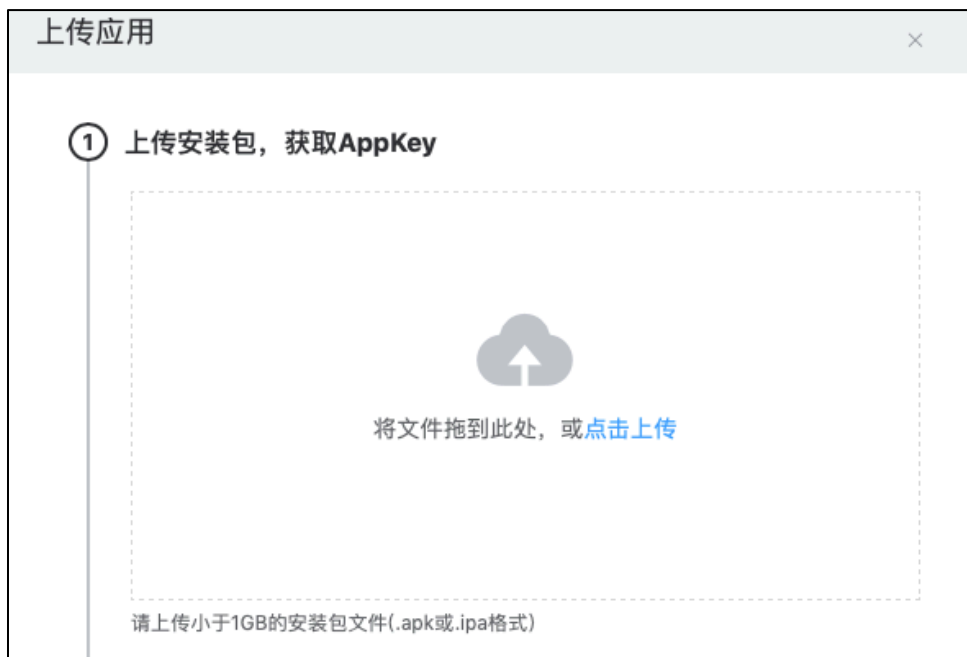 上传应用
1 上传安装包，获取AppKey
将文件拖到此处，或点击上传
请上传小于1GB的安装包文件(.apk或.ipa格式)